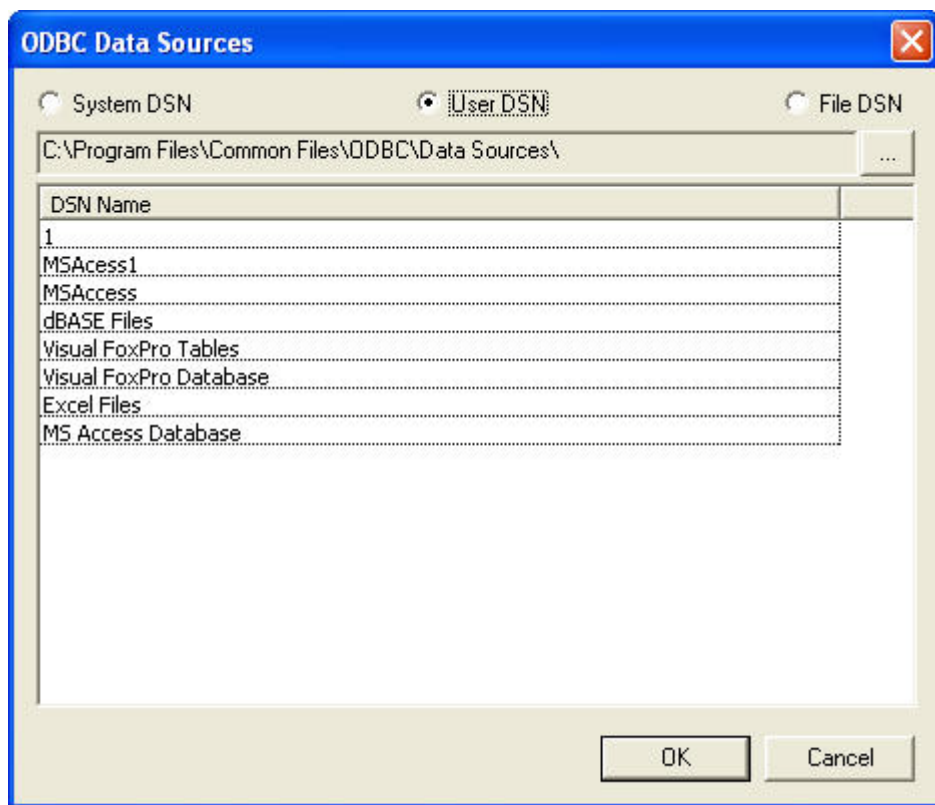 ODBC Data Sources
System DSN User DSN File DSN
C:\Program Files\Common Files\ODBC\Data Sources\ ...
DSN Name
1
MSAcess1
MSAccess
dBASE Files
Visual FoxPro Tables
Visual FoxPro Database
Excel Files
MS Access Database
OK Cancel